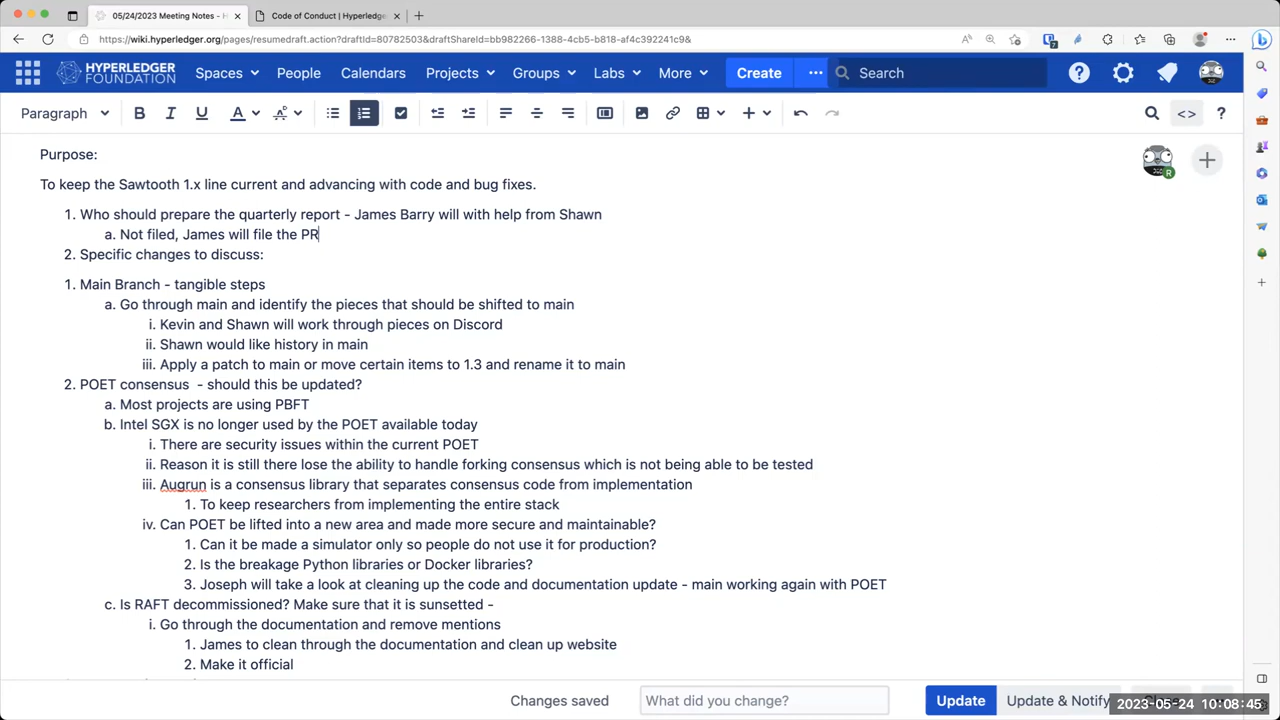 05/24/2023 Meeting Notes - H
Code of Conduct | Hyperledge
https://wiki.hyperledger.org/pages/resumedraft.action?draftId=80782503&draftShareId=bb982266-1388-4cb5-b818-af4c392241c9&
HYPERLEDGER FOUNDATION Spaces People Calendars Projects Groups Labs More Create Search
Paragraph
Purpose:
To keep the Sawtooth 1.x line current and advancing with code and bug fixes.
1. Who should prepare the quarterly report - James Barry will with help from Shawn
a. Not filed, James will file the PR
2. Specific changes to discuss:
1. Main Branch - tangible steps
a. Go through main and identify the pieces that should be shifted to main
i. Kevin and Shawn will work through pieces on Discord
ii. Shawn would like history in main
iii. Apply a patch to main or move certain items to 1.3 and rename it to main
2. POET consensus - should this be updated?
a. Most projects are using PBFT
b. Intel SGX is no longer used by the POET available today
i. There are security issues within the current POET
ii. Reason it is still there lose the ability to handle forking consensus which is not being able to be tested
iii. Augrun is a consensus library that separates consensus code from implementation
1. To keep researchers from implementing the entire stack
iv. Can POET be lifted into a new area and made more secure and maintainable?
1. Can it be made a simulator only so people do not use it for production?
2. Is the breakage Python libraries or Docker libraries?
3. Joseph will take a look at cleaning up the code and documentation update - main working again with POET
c. Is RAFT decommissioned? Make sure that it is sunsetted -
i. Go through the documentation and remove mentions
1. James to clean through the documentation and clean up website
2. Make it official
Changes saved What did you change? Update Update & Notify
2023-05-24 10:08:45